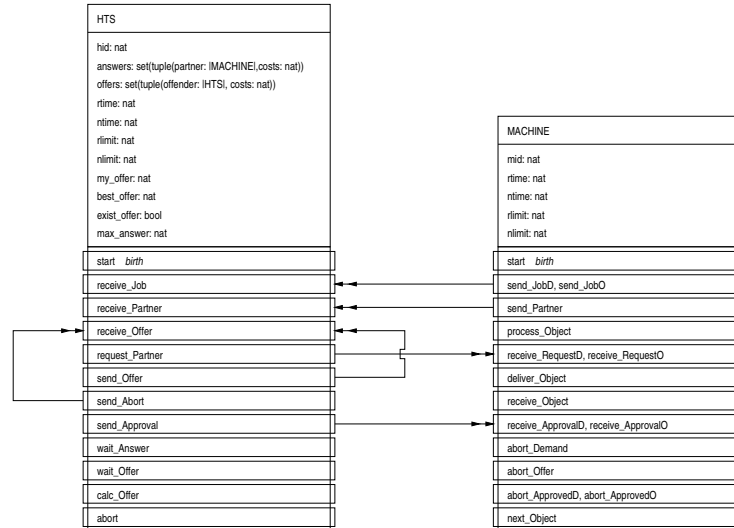 HTS
hid: nat
answers: set(tuple(partner: |MACHINE|,costs: nat))
offers: set(tuple(offender: |HTS|, costs: nat))
rtime: nat
ntime: nat
rlimit: nat
nlimit: nat
my_offer: nat
best_offer: nat
exist_offer: bool
max_answer: nat
start birth
receive_Job
receive_Partner
receive_Offer
request_Partner
send_Offer
send_Abort
send_Approval
wait_Answer
wait_Offer
calc_Offer
abort
MACHINE
mid: nat
rtime: nat
ntime: nat
rlimit: nat
nlimit: nat
start birth
send_JobD, send_JobO
send_Partner
process_Object
receive_RequestD, receive_RequestO
deliver_Object
receive_Object
receive_ApprovalD, receive_ApprovalO
abort_Demand
abort_Offer
abort_ApprovedD, abort_ApprovedO
next_Object